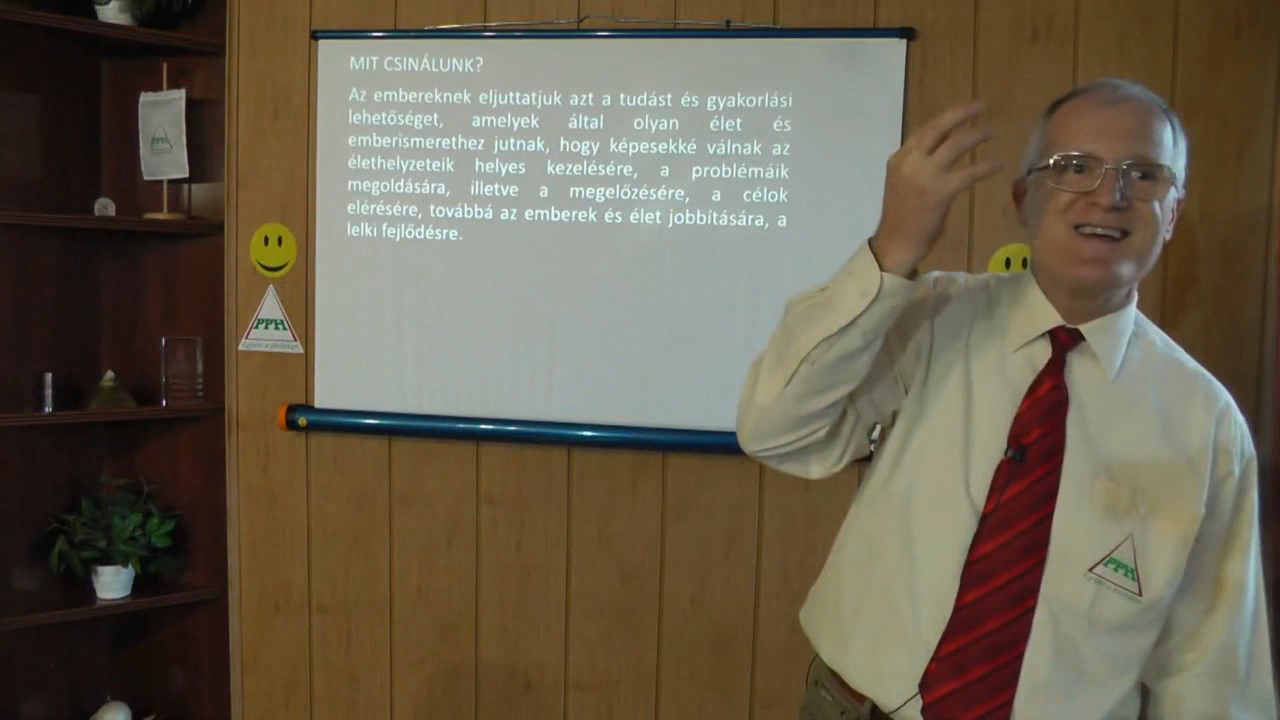 MIT CSINÁLUNK?
Az embereknek eljuttatjuk azt a tudást és gyakorlási
lehetőséget, amelyek által olyan élet és
emberismerethez jutnak, hogy képesekké válnak az
élethelyzeteik helyes kezelésére, a problémáik
megoldására, illetve a megelőzésére, a célok
elérésére, továbbá az emberek és élet jobbítására, a
lelki fejlődésre.
PPH
PPH